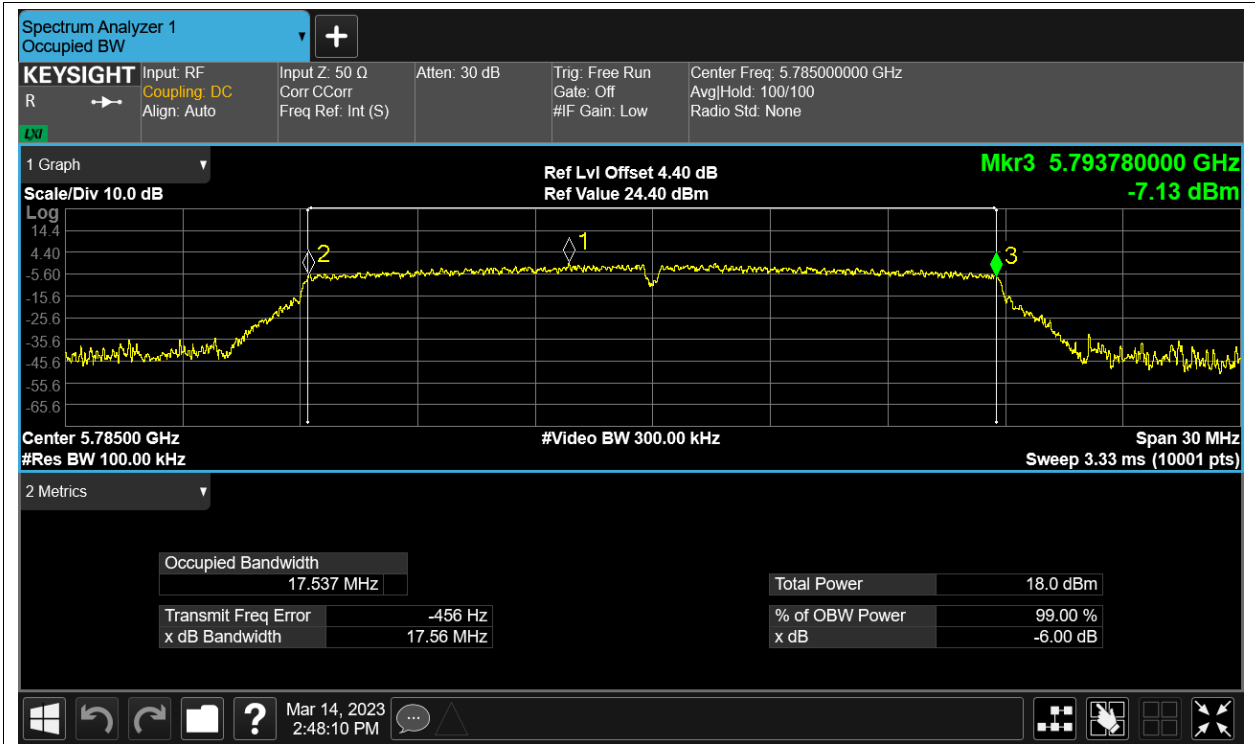 Spectrum Analyzer 1
Occupied BW
KEYSIGHT
R
LXI
Input: RF
Coupling: DC
Align: Auto
Input Z: 50 Ω
Corr CCorr
Freq Ref: Int (S)
Atten: 30 dB
Trig: Free Run
Gate: Off
#IF Gain: Low
Center Freq: 5.785000000 GHz
Avg|Hold: 100/100
Radio Std: None
1 Graph
Ref Lvl Offset 4.40 dB
Mkr3 5.793780000 GHz
Scale/Div 10.0 dB
Ref Value 24.40 dBm
-7.13 dBm
Log
14.4
4.40
-5.60
-15.6
-25.6
-35.6
-45.6
-55.6
-65.6
2
1
3
Center 5.78500 GHz
#Video BW 300.00 kHz
Span 30 MHz
#Res BW 100.00 kHz
Sweep 3.33 ms (10001 pts)
2 Metrics
Occupied Bandwidth
17.537 MHz
Total Power 18.0 dBm
Transmit Freq Error -456 Hz
% of OBW Power 99.00 %
x dB Bandwidth 17.56 MHz
x dB -6.00 dB
?
Mar 14, 2023
2:48:10 PM